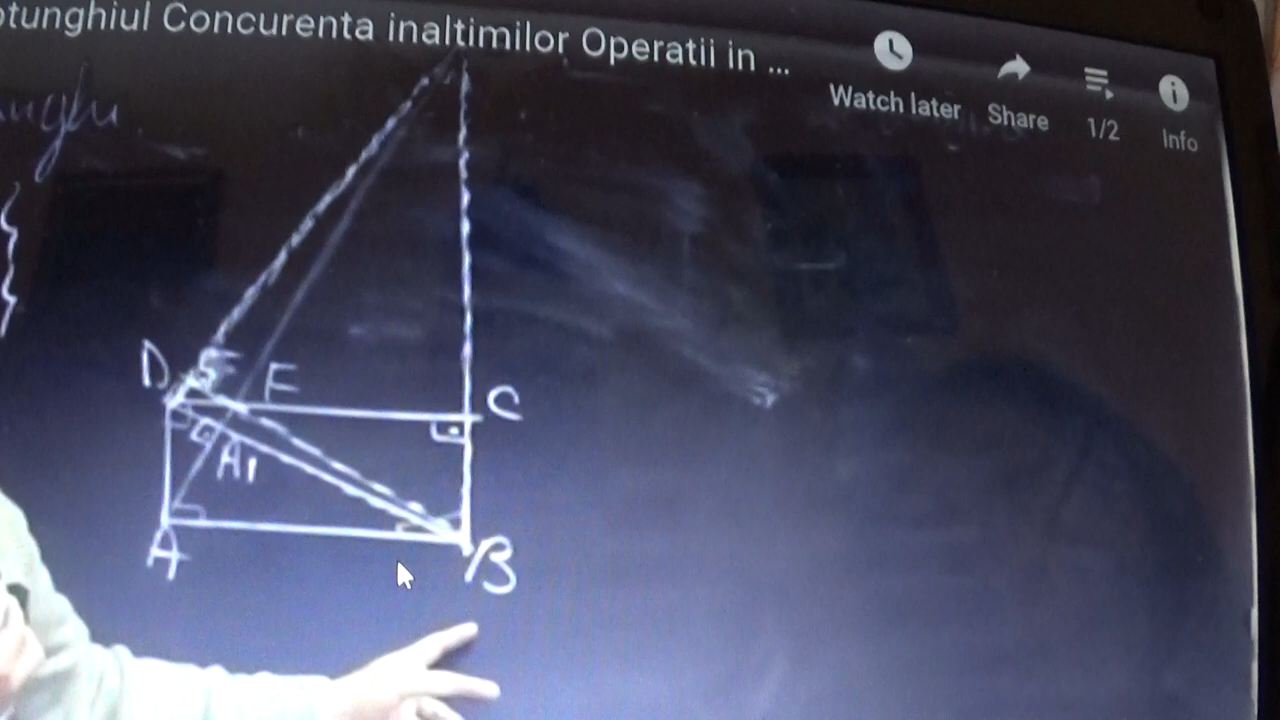 otunghiul Concurenta inaltimilor Operatii in ...
Watch later
Share
1/2
Info
D
E
C
A₁
A
B